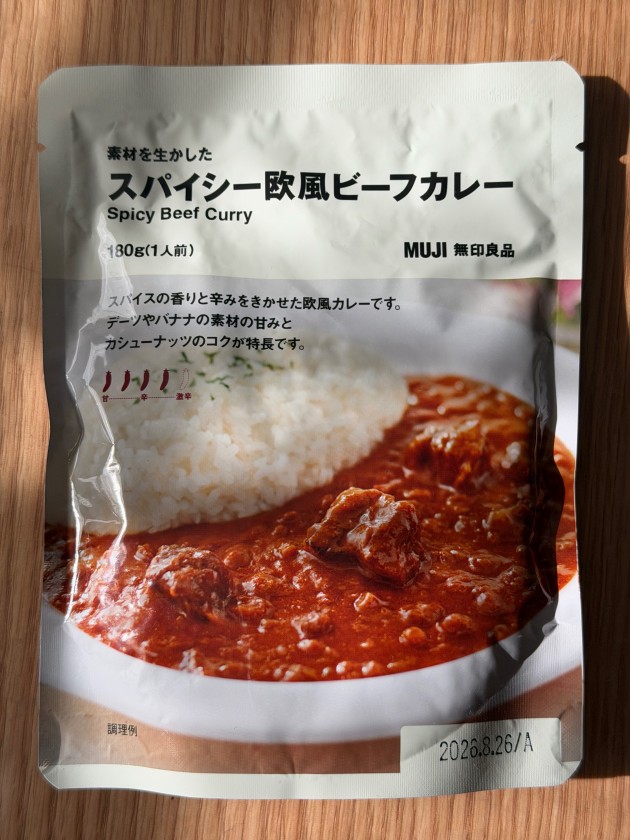 素材を生かした
スパイシー欧風ビーフカレー
Spicy Beef Curry
180g(1人前)
MUJI 無印良品
スパイスの香りと辛みをきかせた欧風カレーです。
デーツやバナナの素材の甘みと
カシューナッツのコクが特長です。
甘 辛 激辛
調理例
2026.8.26/A